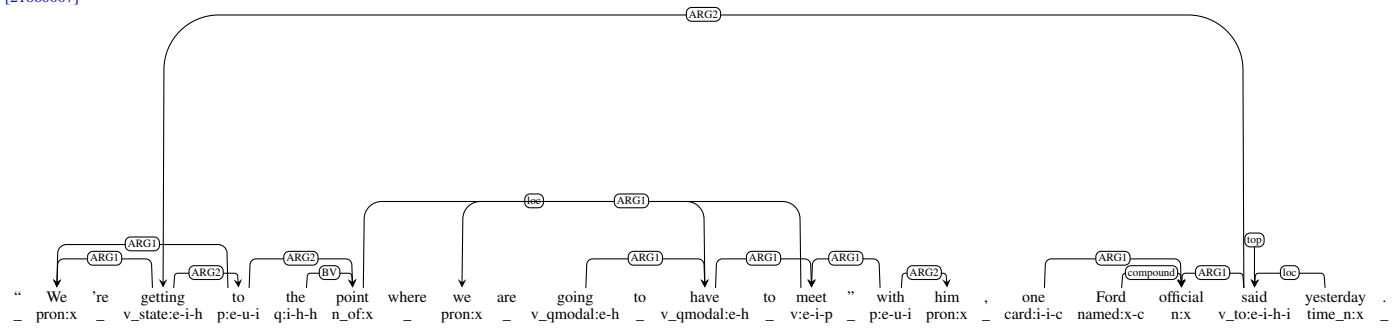 [21088007]
ARG2
loc ARG1
ARG1 top
ARG1 ARG2 ARG1 ARG1 ARG1 ARG1
ARG2 BV ARG2 compound ARG1 loc
“ We ’re getting to the point where we are going to have to meet ” with him , one Ford official said yesterday .
_ pron:x _ v_state:e-i-h p:e-u-i q:i-h-h n_of:x _ pron:x _ v_qmodal:e-h _ v_qmodal:e-h _ v:e-i-p _ p:e-u-i pron:x _ card:i-i-c named:x-c n:x v_to:e-i-h-i time_n:x _